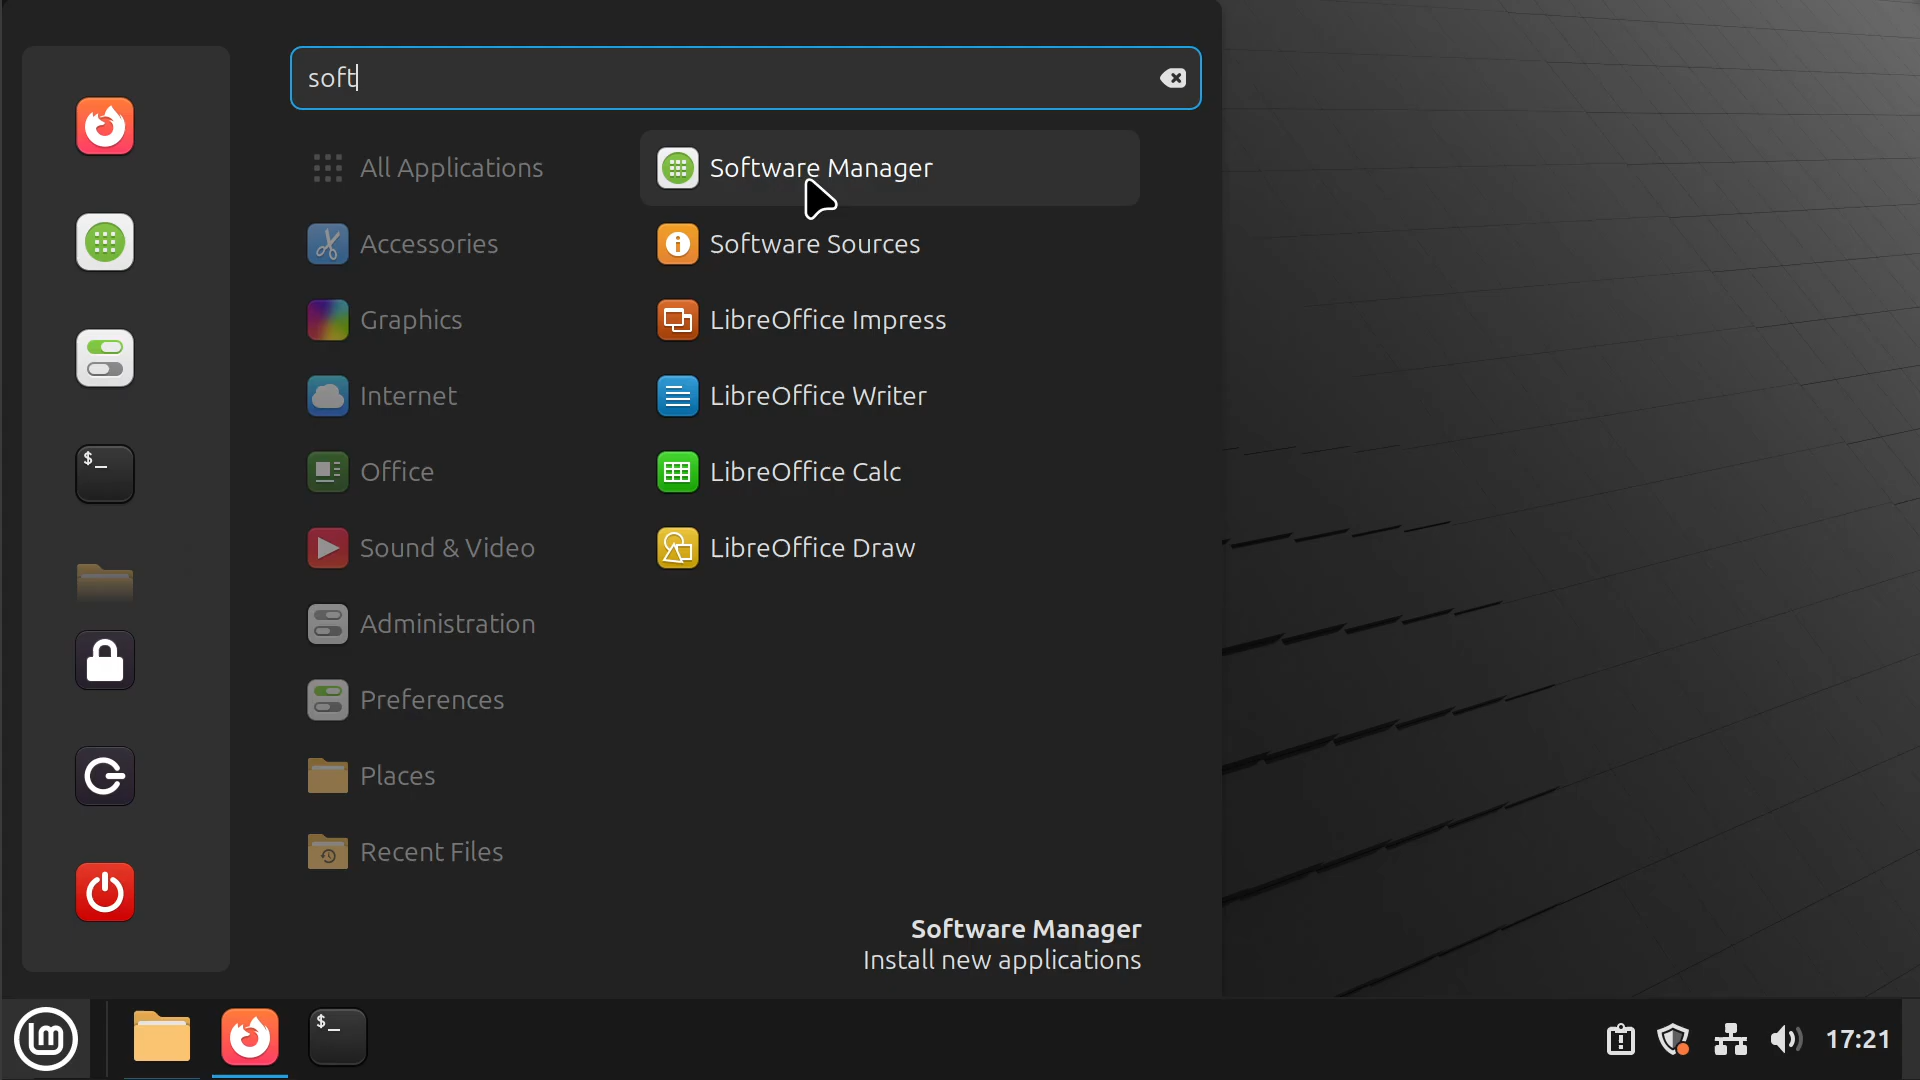 soft
All Applications
Accessories
Graphics
Internet
Office
Sound & Video
Administration
Preferences
Places
Recent Files
Software Manager
Software Sources
LibreOffice Impress
LibreOffice Writer
LibreOffice Calc
LibreOffice Draw
Software Manager
Install new applications
$_
$_
17:21